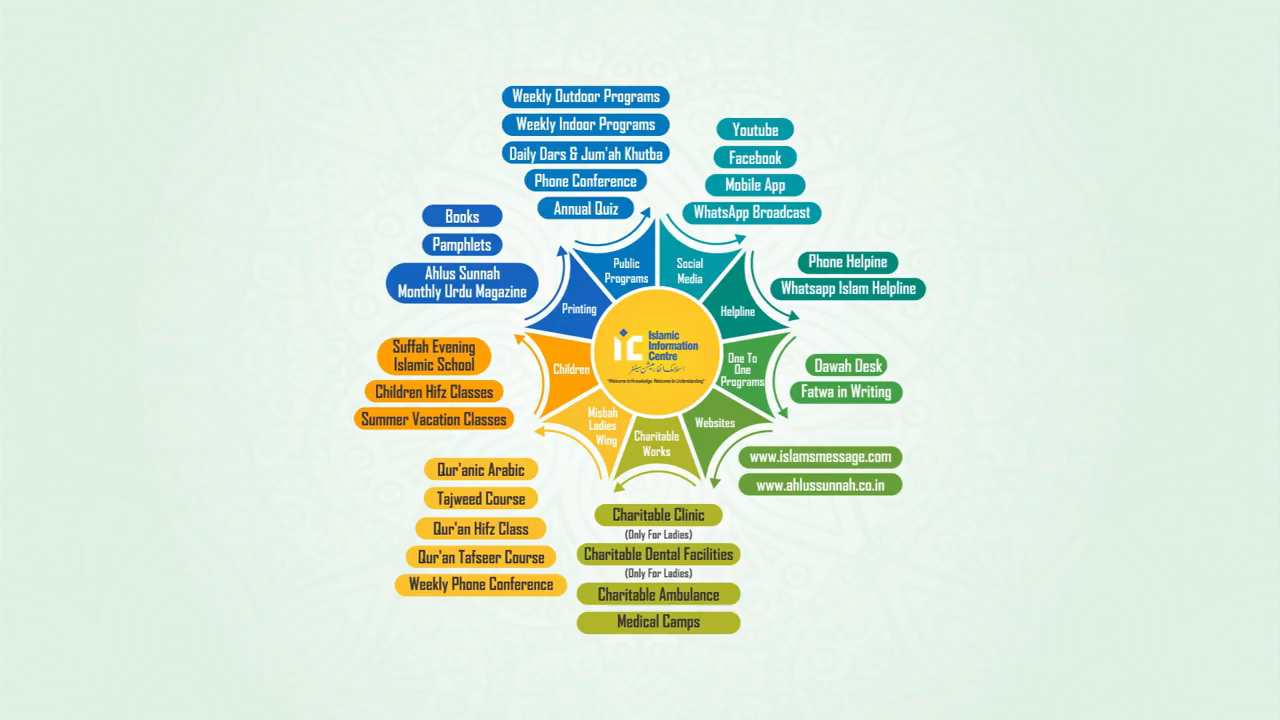 Weekly Outdoor Programs
Weekly Indoor Programs
Daily Dars & Jum'ah Khutba
Phone Conference
Annual Quiz
Public
Programs
Youtube
Facebook
Mobile App
WhatsApp Broadcast
Social
Media
Phone Helpine
Whatsapp Islam Helpline
Helpline
Dawah Desk
Fatwa in Writing
One To
One
Programs
www.islamsmessage.com
www.ahlussunnah.co.in
Websites
Charitable
Works
Charitable Clinic
(Only For Ladies)
Charitable Dental Facilities
(Only For Ladies)
Charitable Ambulance
Medical Camps
Misbah
Ladies
Wing
Qur'anic Arabic
Tajweed Course
Qur'an Hifz Class
Qur'an Tafseer Course
Weekly Phone Conference
Children
Suffah Evening
Islamic School
Children Hifz Classes
Summer Vacation Classes
Printing
Books
Pamphlets
Ahlus Sunnah
Monthly Urdu Magazine
iC
Islamic
Information
Centre
اسلامک انفارمیشن سینٹر
"Welcome to Knowledge. Welcome to Understanding"